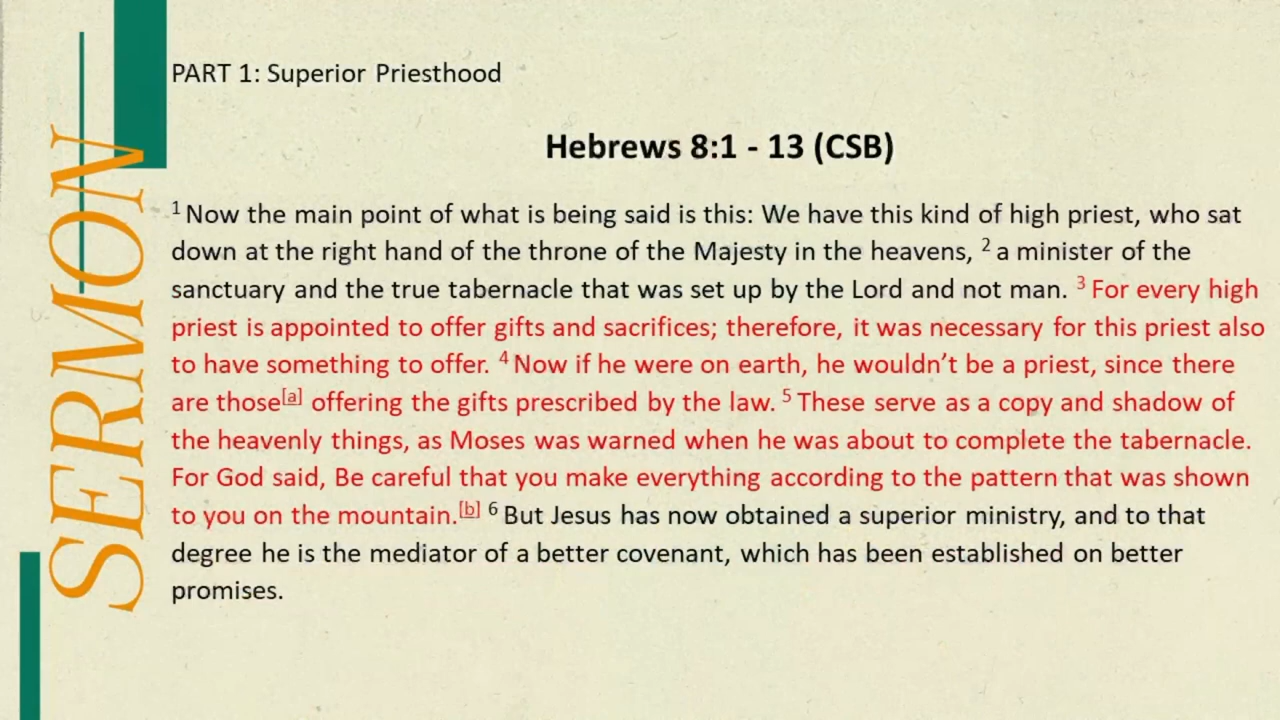 SERMON
PART 1: Superior Priesthood
Hebrews 8:1 - 13 (CSB)
1 Now the main point of what is being said is this: We have this kind of high priest, who sat
down at the right hand of the throne of the Majesty in the heavens, 2 a minister of the
sanctuary and the true tabernacle that was set up by the Lord and not man. 3 For every high
priest is appointed to offer gifts and sacrifices; therefore, it was necessary for this priest also
to have something to offer. 4 Now if he were on earth, he wouldn’t be a priest, since there
are those[a] offering the gifts prescribed by the law. 5 These serve as a copy and shadow of
the heavenly things, as Moses was warned when he was about to complete the tabernacle.
For God said, Be careful that you make everything according to the pattern that was shown
to you on the mountain.[b] 6 But Jesus has now obtained a superior ministry, and to that
degree he is the mediator of a better covenant, which has been established on better
promises.